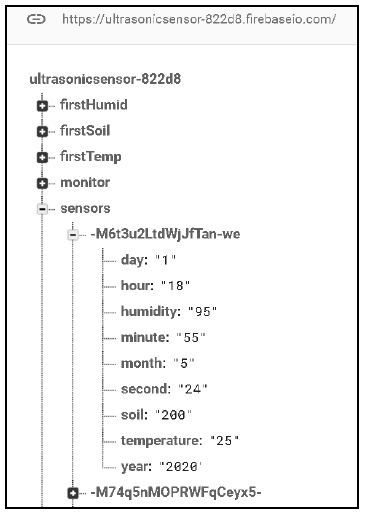 https://ultrasonicsensor-822d8.firebaseio.com/
ultrasonicsensor-822d8
firstHumid
firstSoil
firstTemp
monitor
sensors
-M6t3u2LtdWjJfTan-we
day: "1"
hour: "18"
humidity: "95"
minute: "55"
month: "5"
second: "24"
soil: "200"
temperature: "25"
year: "2020"
-M74q5nMOPRWFqCeyx5-